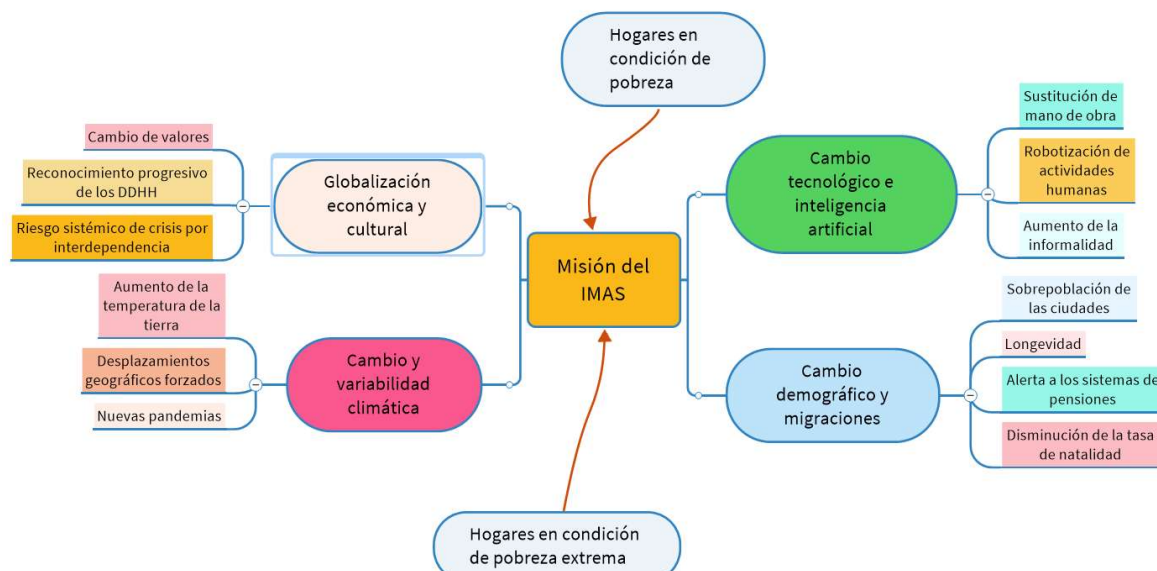 Hogares en
condición de
pobreza
Cambio de valores
Reconocimiento progresivo
de los DDHH
Riesgo sistémico de crisis por
interdependencia
Globalización
económica y
cultural
Aumento de la
temperatura de la
tierra
Desplazamientos
geográficos forzados
Nuevas pandemias
Cambio y
variabilidad
climática
Misión del
IMAS
Cambio
tecnológico e
inteligencia
artificial
Sustitución de
mano de obra
Robotización de
actividades
humanas
Aumento de la
informalidad
Cambio
demográfico y
migraciones
Sobrepoblación de
las ciudades
Longevidad
Alerta a los sistemas de
pensiones
Disminución de la tasa
de natalidad
Hogares en condición
de pobreza extrema